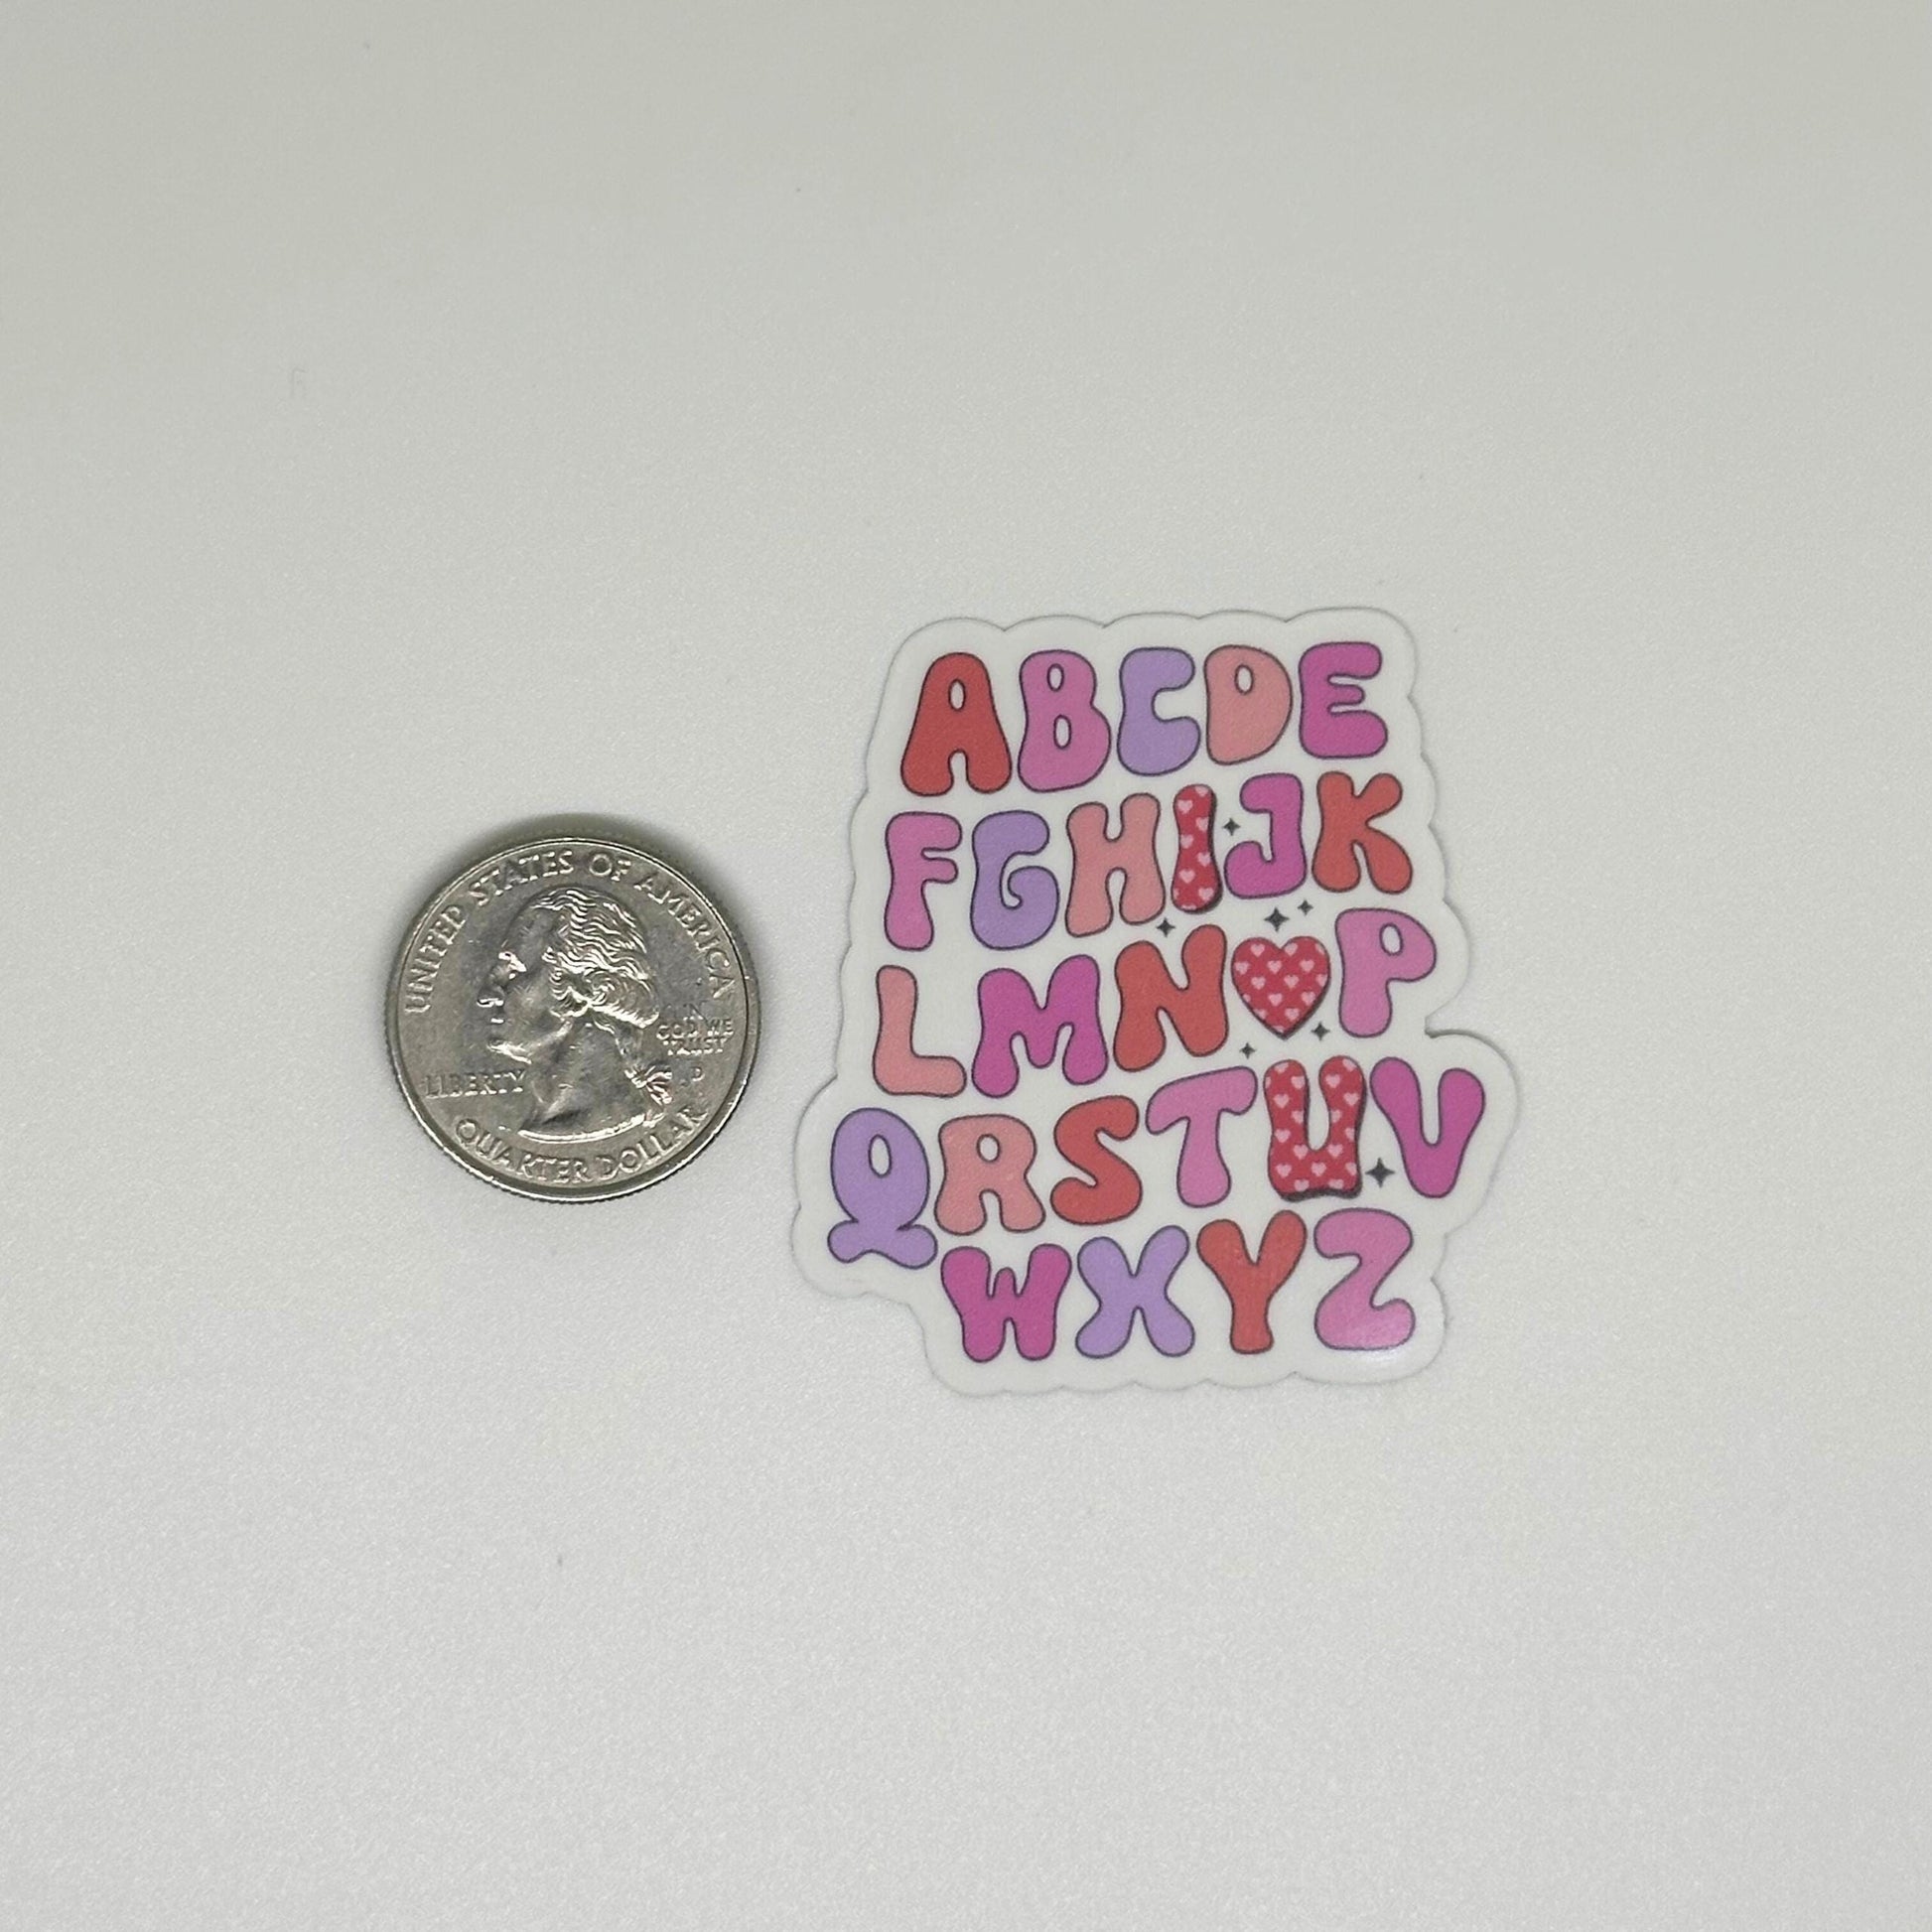 UNITED STATES OF AMERICA
LIBERTY
IN
GOD WE
TRUST
D
QUARTER DOLLAR
ABCDE
FGHIJK
LMN♥P
QRSTUV
WXYZ